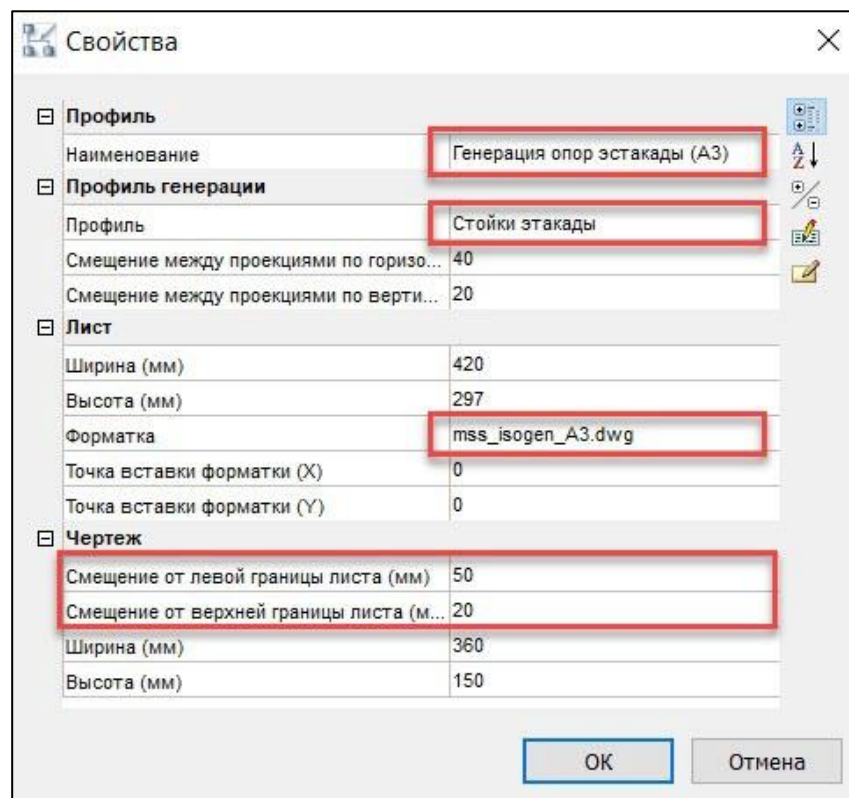 Свойства
Профиль
Наименование Генерация опор эстакады (А3)
Профиль генерации
Профиль Стойки этакады
Смещение между проекциями по горизо... 40
Смещение между проекциями по верти... 20
Лист
Ширина (мм) 420
Высота (мм) 297
Форматка mss_isogen_A3.dwg
Точка вставки форматки (X) 0
Точка вставки форматки (Y) 0
Чертеж
Смещение от левой границы листа (мм) 50
Смещение от верхней границы листа (м... 20
Ширина (мм) 360
Высота (мм) 150
ОК Отмена